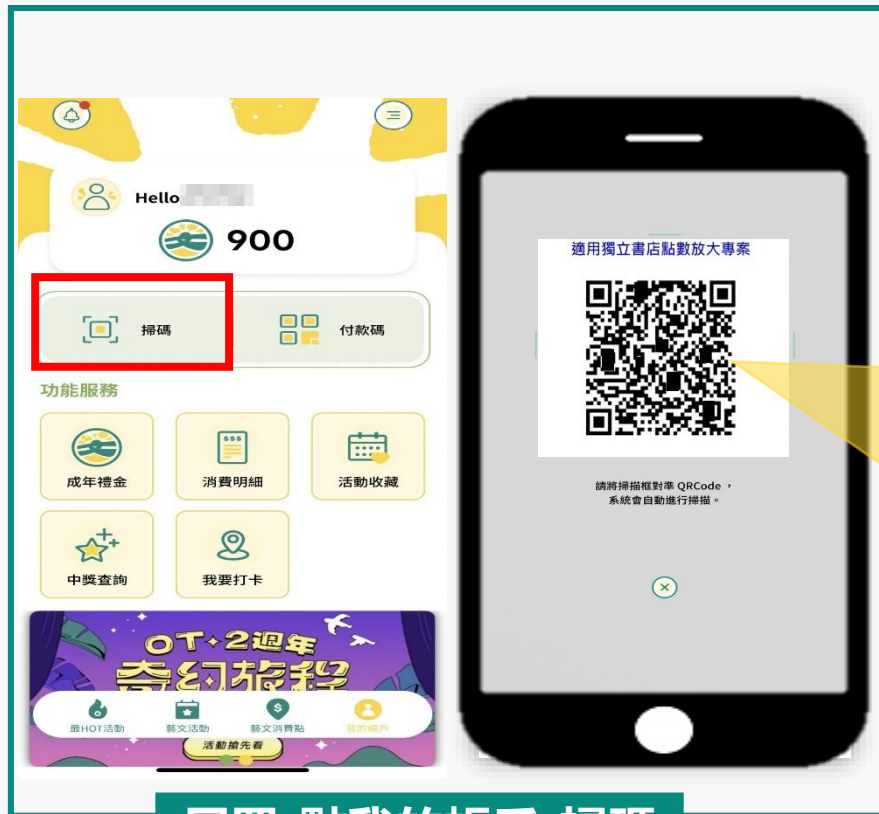 Hello
900
掃碼
付款碼
功能服務
成年禮金
消費明細
活動收藏
中獎查詢
我要打卡
OT✦2週年
奇幻旅程
最HOT活動
藝文活動
藝文消費點
我的帳戶
活動搶先看
適用獨立書店點數放大專案
請將掃描框對準 QRCode ，
系統會自動進行掃描。